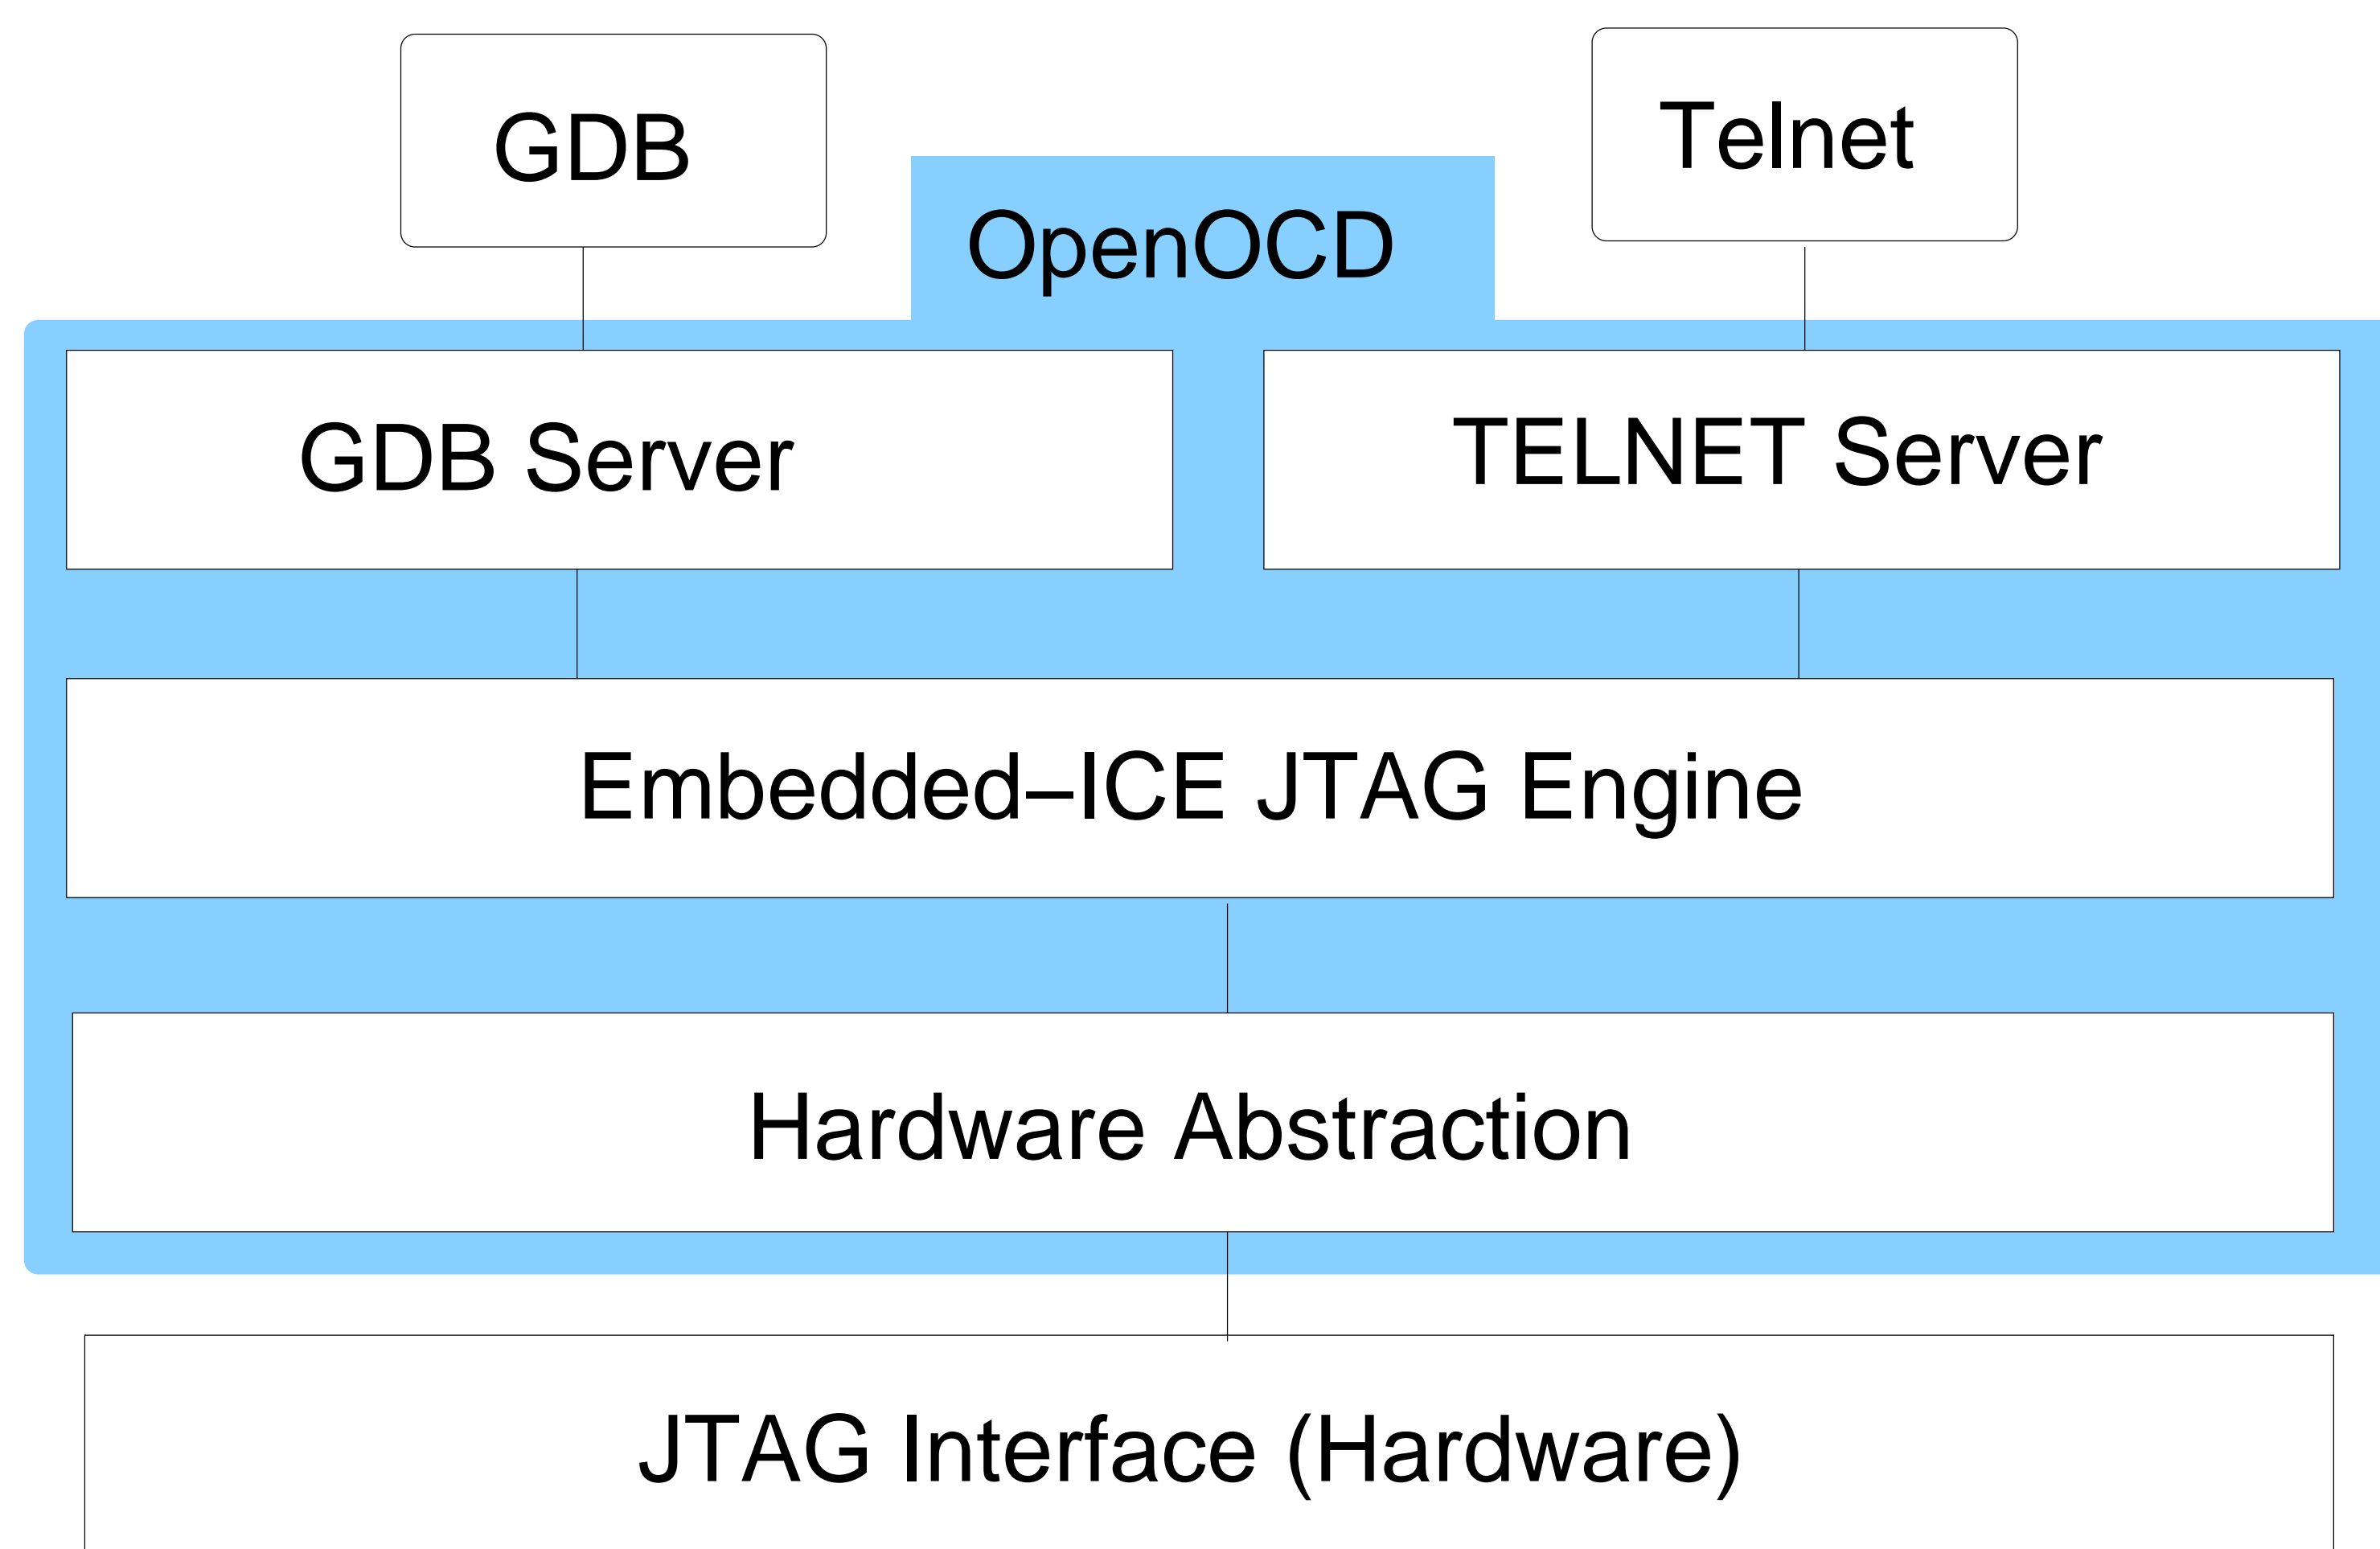 GDB
Telnet
OpenOCD
GDB Server
TELNET Server
Embedded–ICE JTAG Engine
Hardware Abstraction
JTAG Interface (Hardware)